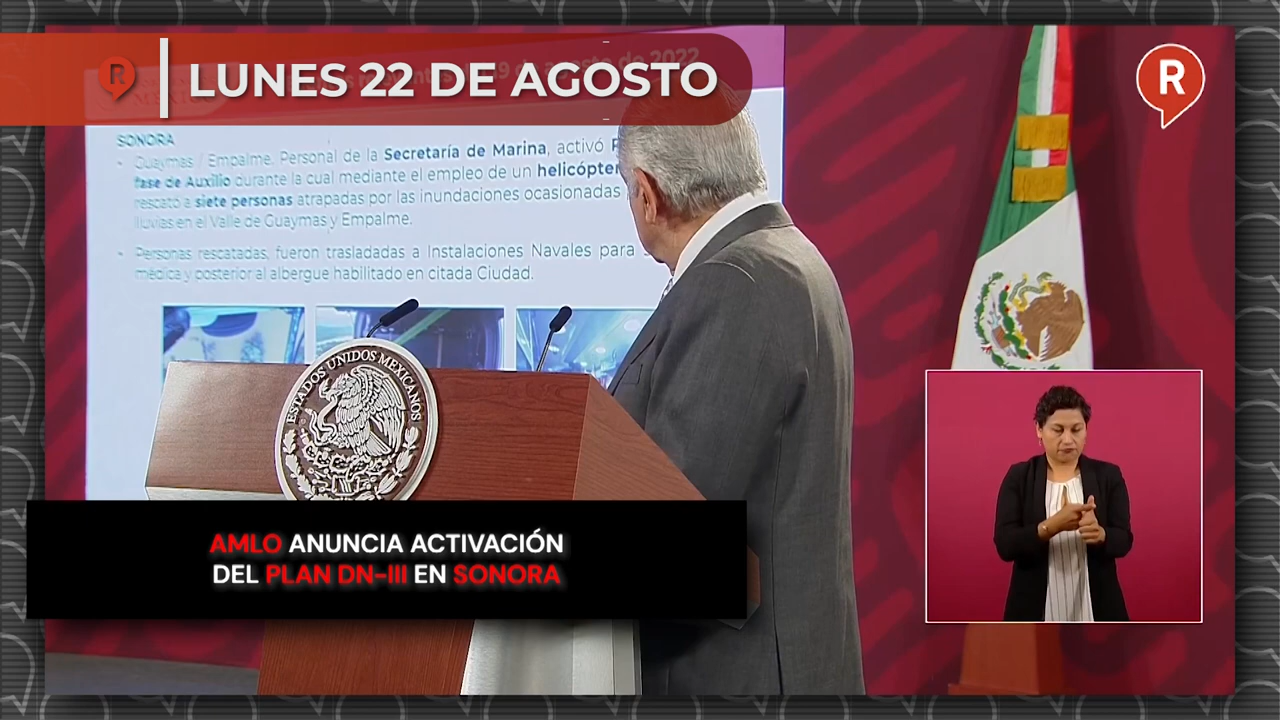 LUNES 22 DE AGOSTO
R
R
SONORA
Guaymas / Empalme. Personal de la Secretaría de Marina, activó
fase de Auxilio durante la cual mediante el empleo de un
rescató a siete personas atrapadas por las inundaciones ocasionadas
lluvias en el Valle de Guaymas y Empalme.
Personas rescatadas, fueron trasladadas a Instalaciones Navales para
médica y posterior al albergue habilitado en citada Ciudad.
ESTADOS UNIDOS MEXICANOS
AMLO ANUNCIA ACTIVACIÓN
DEL PLAN DN-III EN SONORA